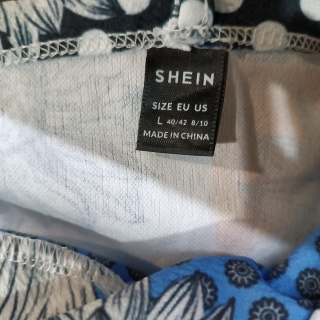 SHEIN
SIZE EU US
L 40/42 8/10
MADE IN CHINA